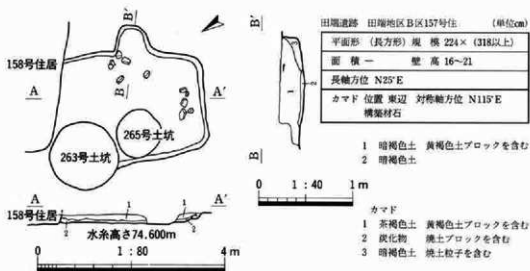 田端遺跡 田端地区B区157号住 (単位cm)
平面形 (長方形) 規模 224×(318以上)
面積 — 壁高 16~21
長軸方位 N25°E
カマド 位置 東辺 対称軸方位 N115°E
構築材石
1 暗褐色土 黄褐色土ブロックを含む
2 暗褐色土
カマド
1 茶褐色土 黄褐色土ブロックを含む
2 炭化物 焼土ブロックを含む
3 暗褐色土 焼土粒子を含む
B'
158号住居
A
B
A'
265号土坑
263号土坑
A
A'
158号住居
1
1
2
2
水糸高さ74.600m
0 1:80 4m
B'
1
2
B
0 1:40 1m